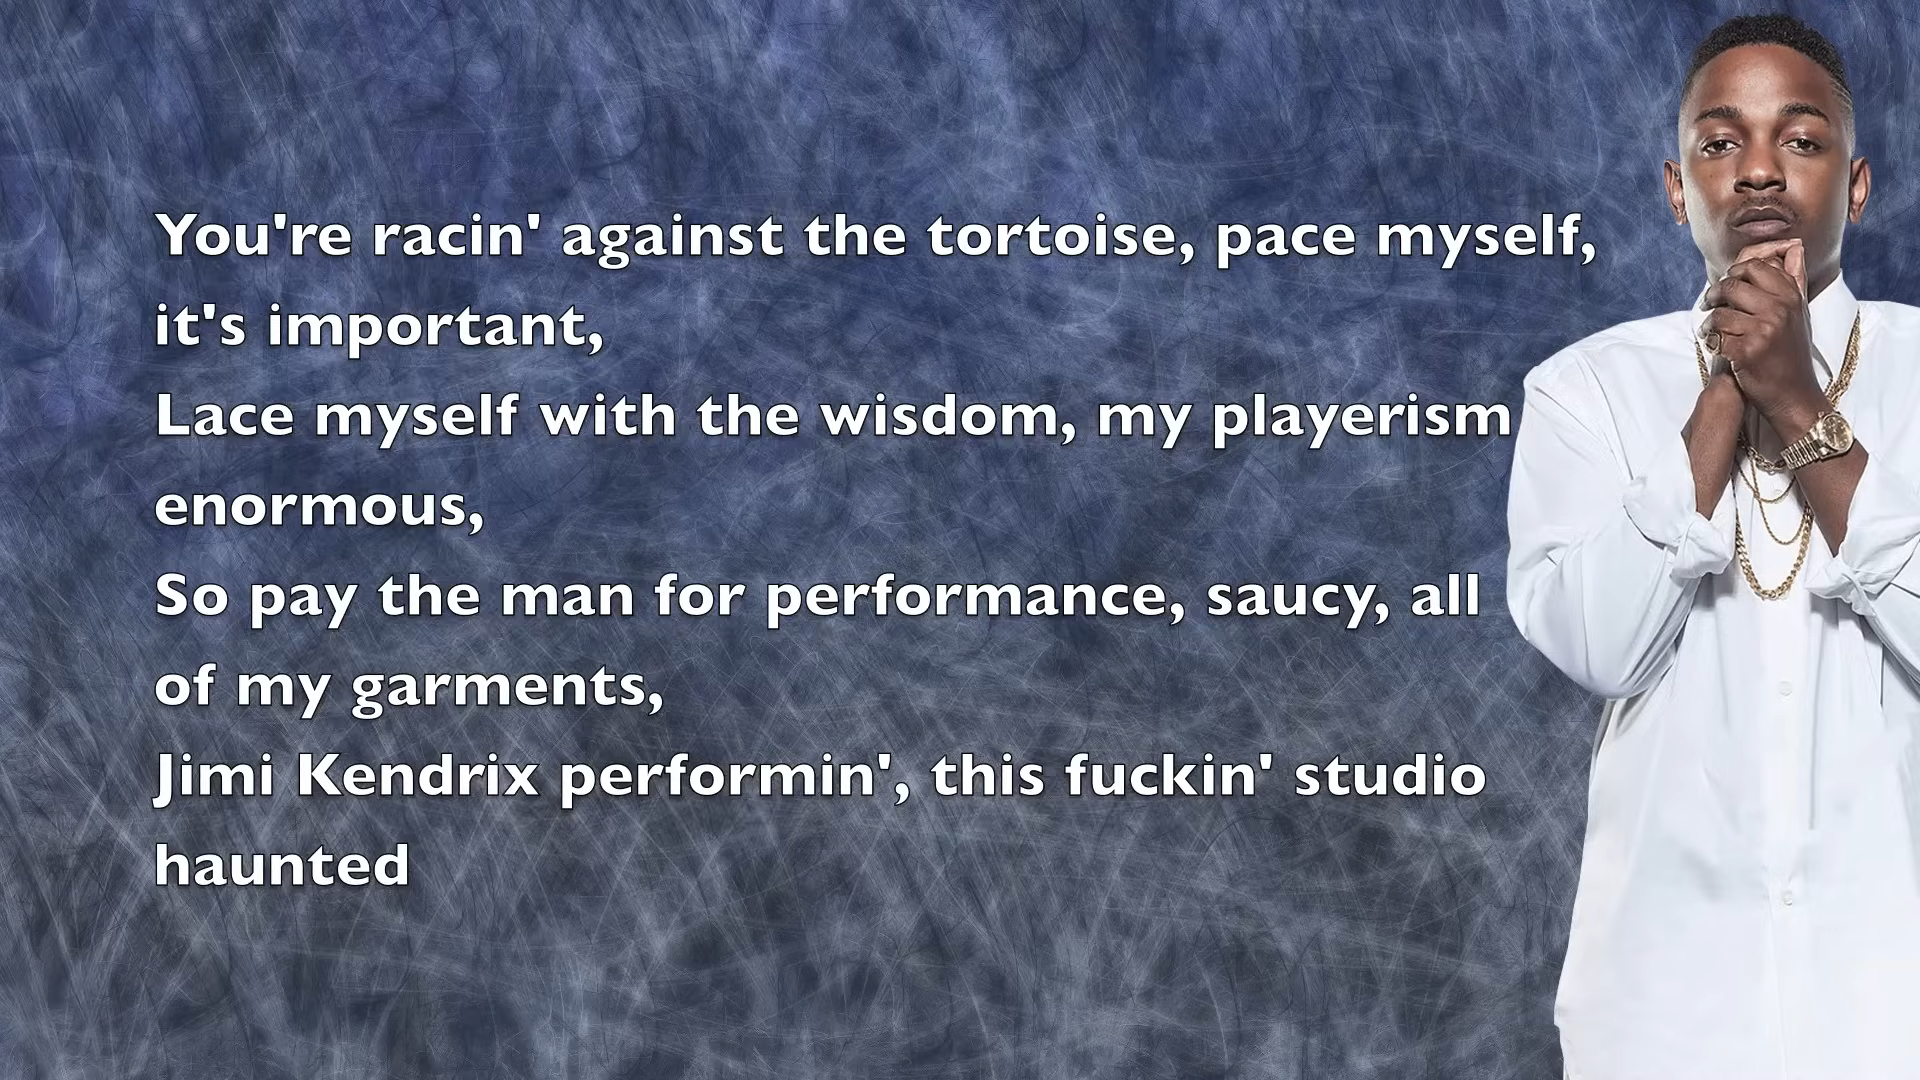 You're racin' against the tortoise, pace myself,
it's important,
Lace myself with the wisdom, my playerism
enormous,
So pay the man for performance, saucy, all
of my garments,
Jimi Kendrix performin', this fuckin' studio
haunted